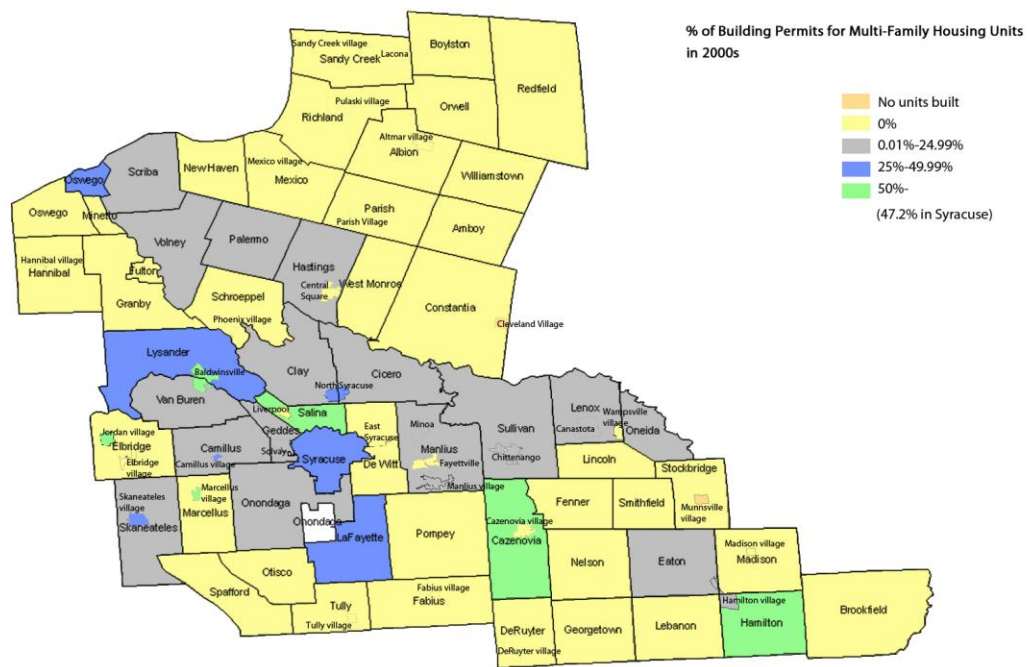 % of Building Permits for Multi-Family Housing Units
in 2000s
No units built
0%
0.01%-24.99%
25%-49.99%
50%-
(47.2% in Syracuse)
Sandy Creek village
Lacona
Sandy Creek
Boylston
Redfield
Pulaski village
Richland
Orwell
Altmar village
Albion
Williamstown
Scriba
New Haven
Mexico village
Mexico
Oswego
Parish
Parish Village
Amboy
Oswego
Minetto
Volney
Palermo
Hastings
Central
Square
West Monroe
Constantia
Cleveland Village
Hannibal village
Hannibal
Fulton
Granby
Schroeppel
Phoenix village
Lysander
Baldwinsville
Clay
Cicero
North Syracuse
Van Buren
Liverpool
Salina
Geddes
Solvay
Jordan village
Elbridge
Elbridge
village
Camillus
Camillus village
Syracuse
East
Syracuse
De Witt
Minoa
Manlius
Fayettville
Manlius village
Sullivan
Chittenango
Lenox
Canastota
Wampsville
village
Oneida
Lincoln
Stockbridge
Skaneateles
village
Skaneateles
Marcellus
village
Marcellus
Onondaga
Onondaga
LaFayette
Pompey
Cazenovia village
Cazenovia
Fenner
Smithfield
Munnsville
village
Nelson
Eaton
Madison village
Madison
Otisco
Spafford
Tully
Tully village
Fabius village
Fabius
DeRuyter
DeRuyter village
Georgetown
Lebanon
Hamilton village
Hamilton
Brookfield